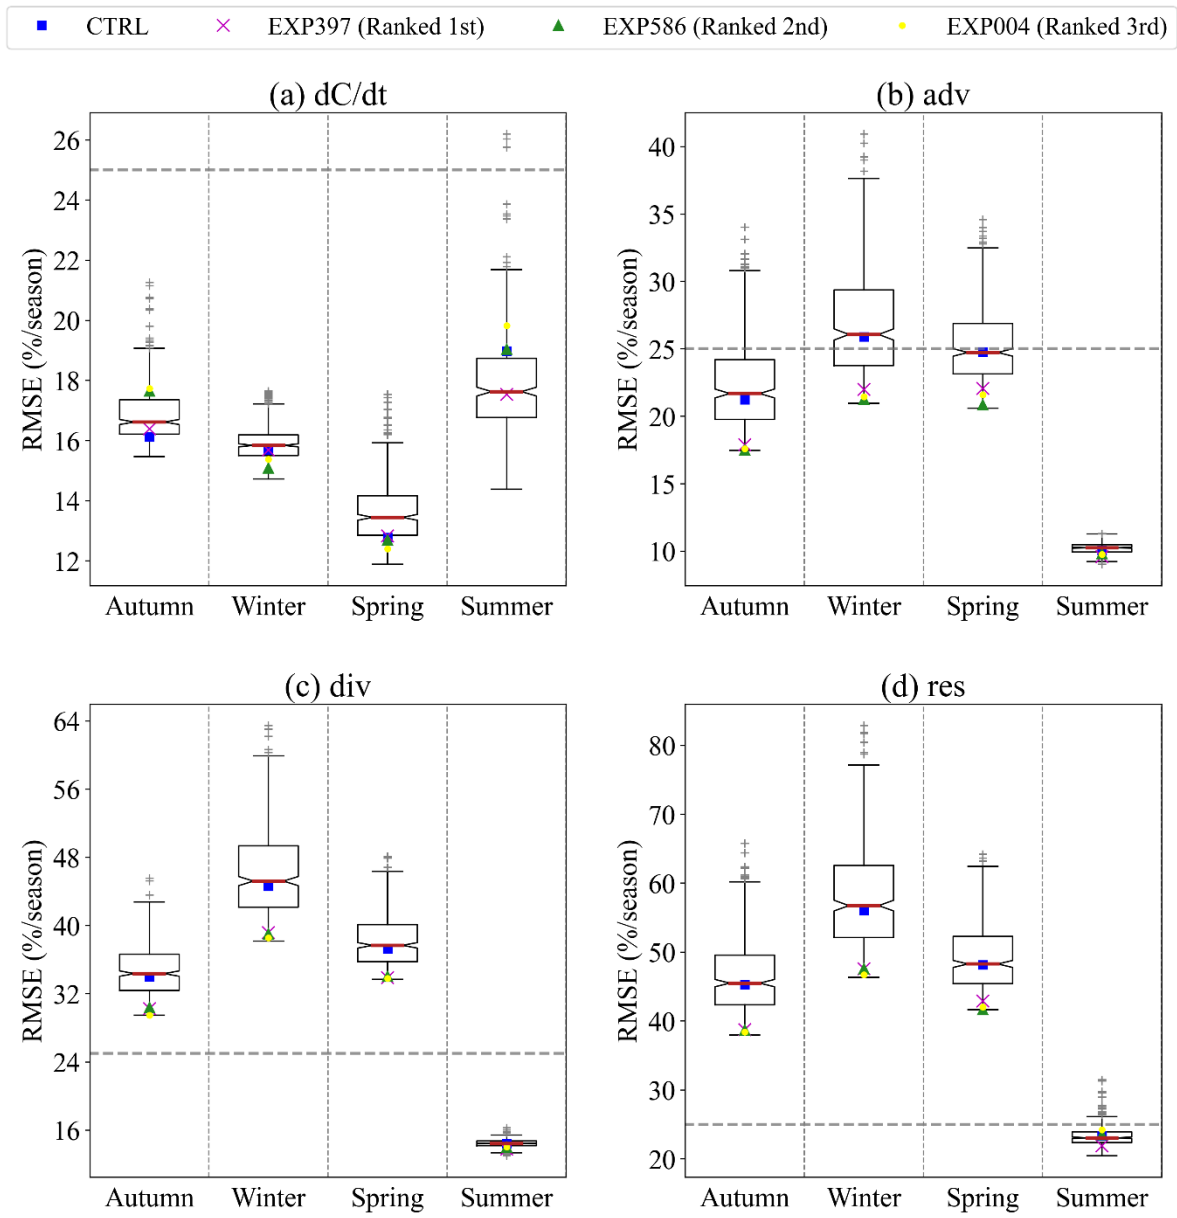 CTRL EXP397 (Ranked 1st) EXP586 (Ranked 2nd) EXP004 (Ranked 3rd)
(a) dC/dt
RMSE (%/season)
26
24
22
20
18
16
14
12
Autumn Winter Spring Summer
(b) adv
RMSE (%/season)
40
35
30
25
20
15
10
Autumn Winter Spring Summer
(c) div
RMSE (%/season)
64
56
48
40
32
24
16
Autumn Winter Spring Summer
(d) res
RMSE (%/season)
80
70
60
50
40
30
20
Autumn Winter Spring Summer